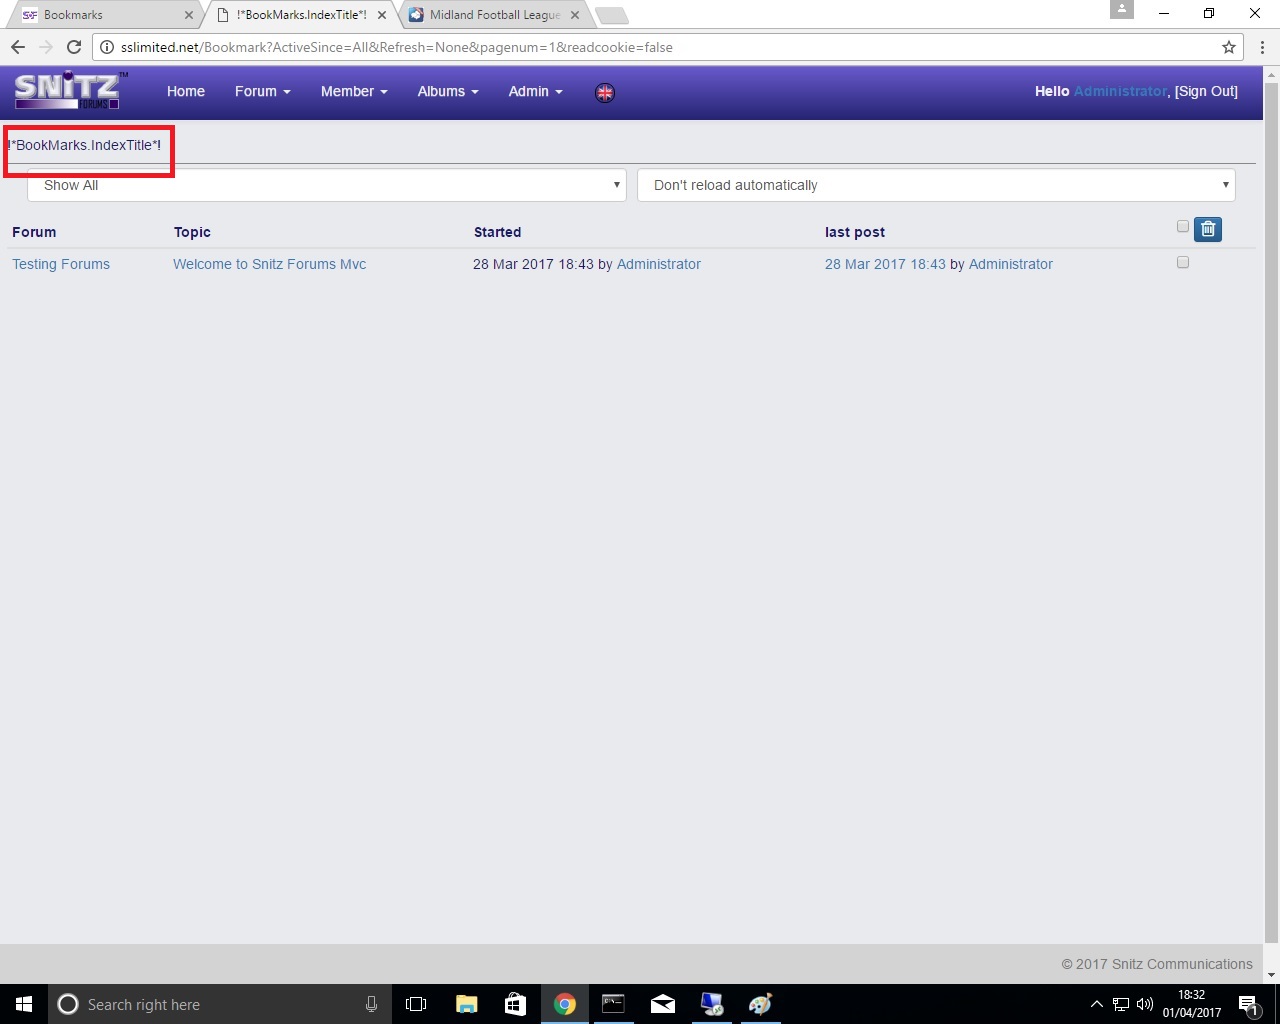 Bookmarks
!*BookMarks.IndexTitle*!
Midland Football League
sslimited.net/Bookmark?ActiveSince=All&Refresh=None&pagenum=1&readcookie=false
SNiTZ TM
FORUMS
Home
Forum
Member
Albums
Admin
Hello Administrator, [Sign Out]
!*BookMarks.IndexTitle*!
Show All
Don't reload automatically
Forum Topic Started last post
Testing Forums Welcome to Snitz Forums Mvc 28 Mar 2017 18:43 by Administrator 28 Mar 2017 18:43 by Administrator
© 2017 Snitz Communications
Search right here
18:32
01/04/2017
1